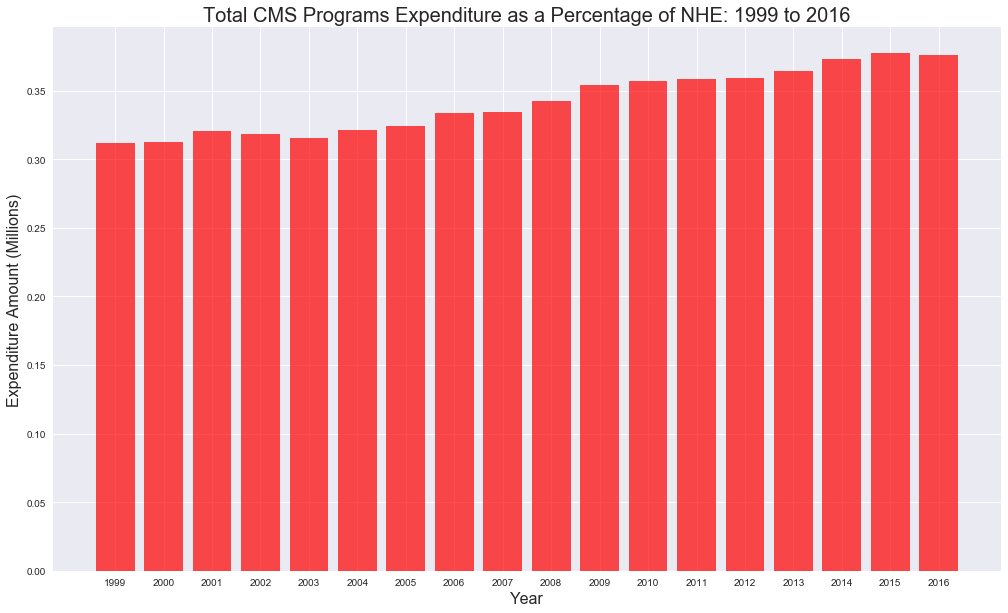 Total CMS Programs Expenditure as a Percentage of NHE: 1999 to 2016
Expenditure Amount (Millions)
0.35
0.30
0.25
0.20
0.15
0.10
0.05
0.00
1999 2000 2001 2002 2003 2004 2005 2006 2007 2008 2009 2010 2011 2012 2013 2014 2015 2016
Year